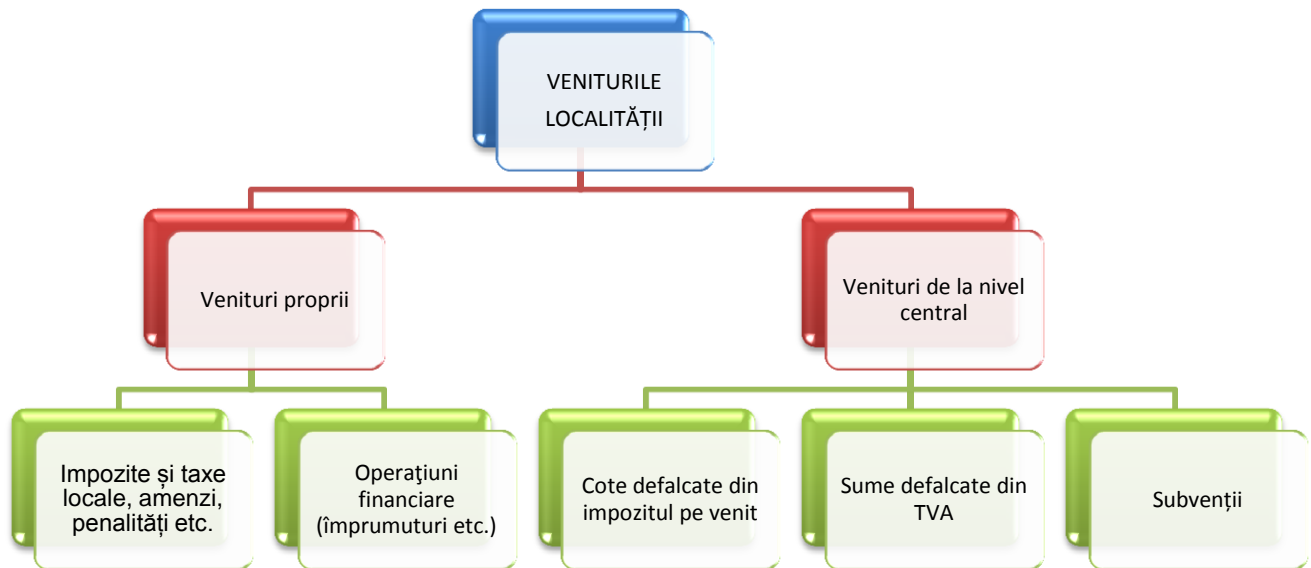 VENITURILE
LOCALITĂȚII
Venituri proprii
Venituri de la nivel
central
Impozite și taxe
locale, amenzi,
penalități etc.
Operaţiuni
financiare
(împrumuturi etc.)
Cote defalcate din
impozitul pe venit
Sume defalcate din
TVA
Subvenții